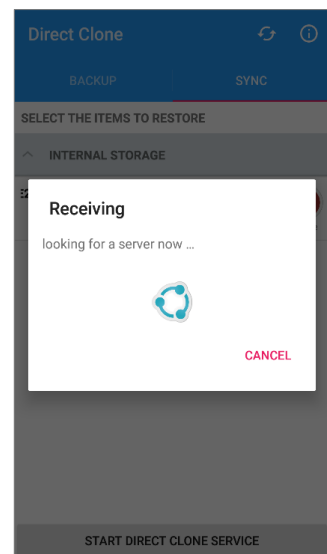 Direct Clone
BACKUP
SYNC
SELECT THE ITEMS TO RESTORE
INTERNAL STORAGE
Receiving
looking for a server now ...
CANCEL
START DIRECT CLONE SERVICE